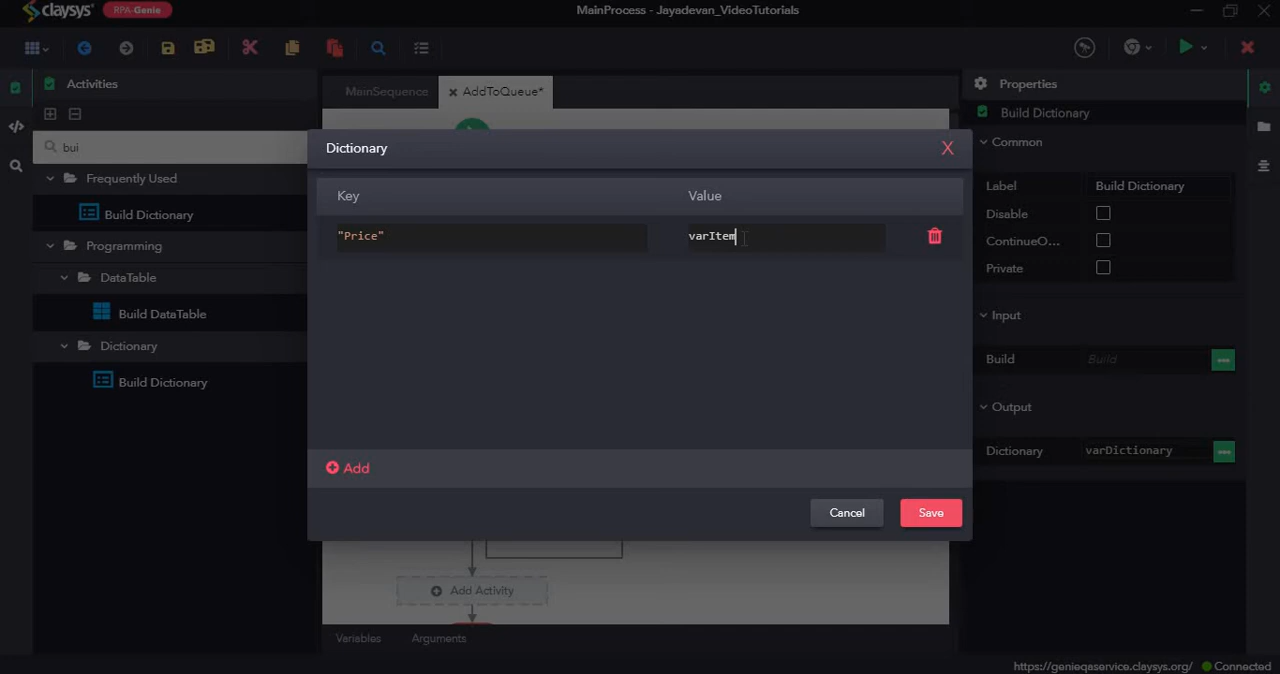 claysys RPA Genie MainProcess - Jayadevan_VideoTutorials
Activities
bui
Frequently Used
Build Dictionary
Programming
DataTable
Build DataTable
Dictionary
Build Dictionary
MainSequence AddToQueue*
Dictionary X
Key Value
"Price" varItem
Add
Cancel Save
Add Activity
Variables Arguments
Properties
Build Dictionary
Common
Label Build Dictionary
Disable
ContinueO...
Private
Input
Build Build
Output
Dictionary varDictionary
https://genieqaservice.claysys.org/ Connected